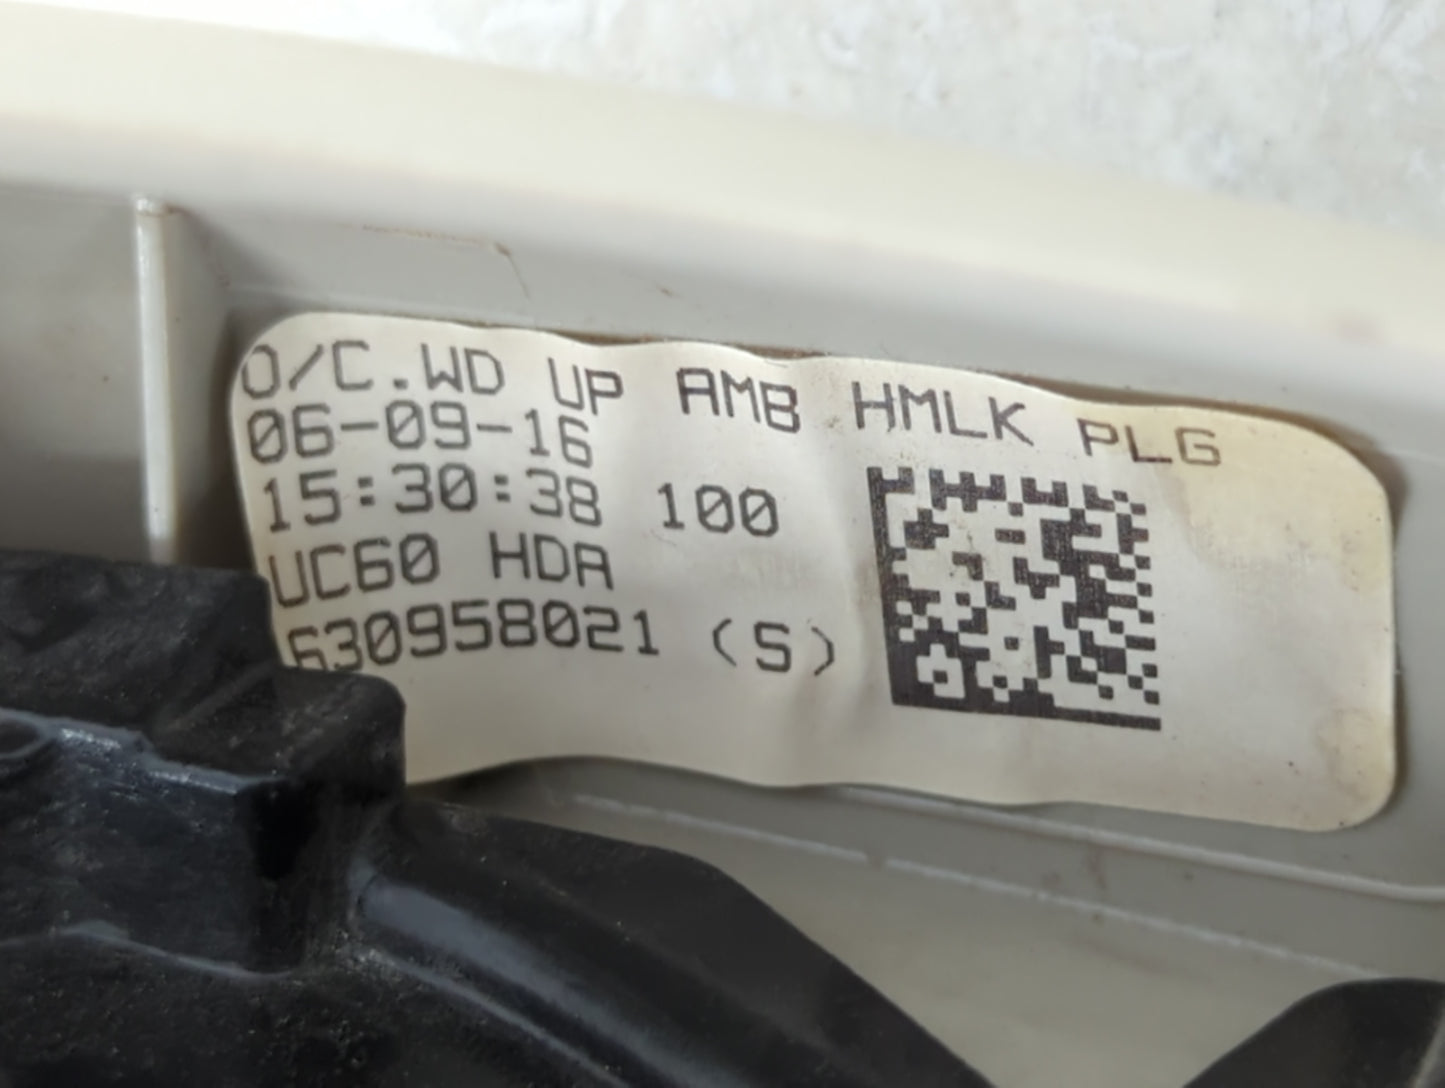 O/C.WD UP AMB HMLK PLG
06-09-16
15:30:38 100
UC60 HDA
630958021 (S)